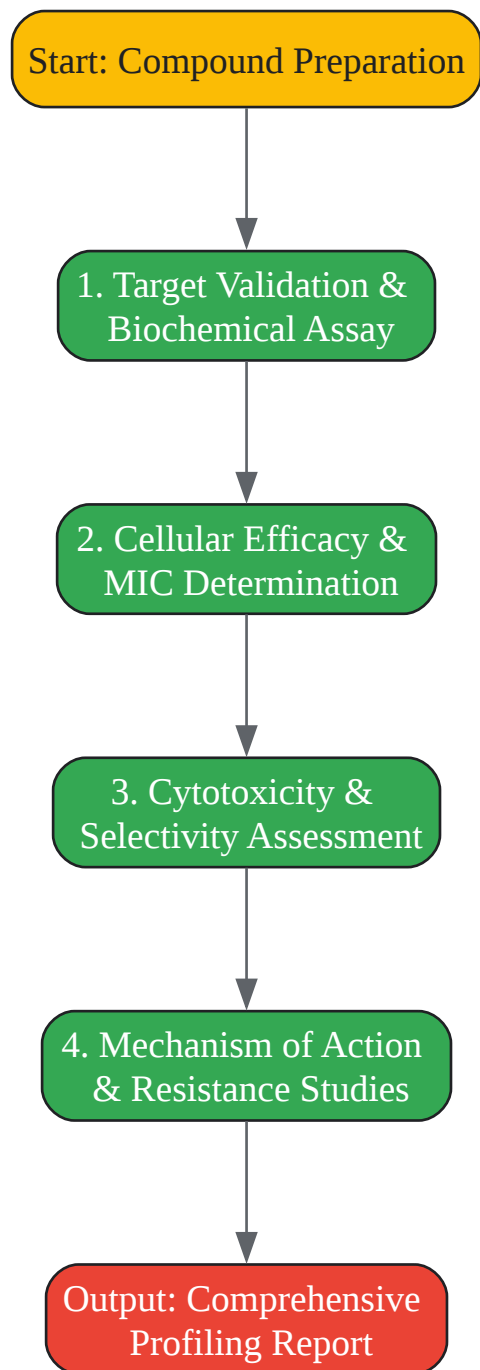 Start: Compound Preparation
1. Target Validation &
Biochemical Assay
2. Cellular Efficacy &
MIC Determination
3. Cytotoxicity &
Selectivity Assessment
4. Mechanism of Action
& Resistance Studies
Output: Comprehensive
Profiling Report